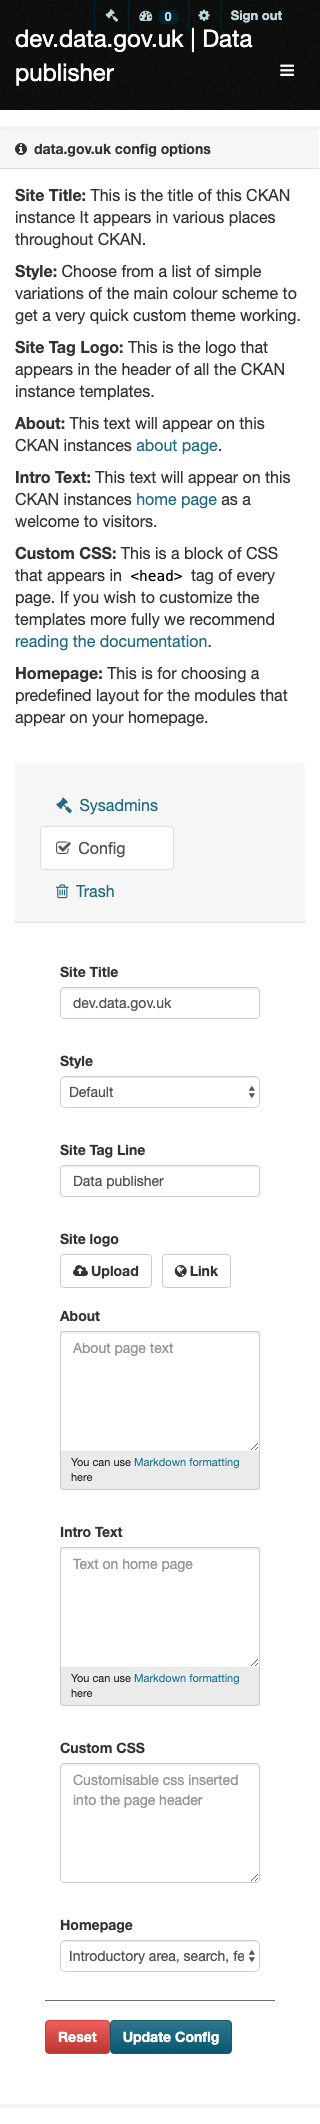 0 Sign out
dev.data.gov.uk | Data
publisher
data.gov.uk config options
Site Title: This is the title of this CKAN
instance It appears in various places
throughout CKAN.
Style: Choose from a list of simple
variations of the main colour scheme to
get a very quick custom theme working.
Site Tag Logo: This is the logo that
appears in the header of all the CKAN
instance templates.
About: This text will appear on this
CKAN instances about page.
Intro Text: This text will appear on this
CKAN instances home page as a
welcome to visitors.
Custom CSS: This is a block of CSS
that appears in <head> tag of every
page. If you wish to customize the
templates more fully we recommend
reading the documentation.
Homepage: This is for choosing a
predefined layout for the modules that
appear on your homepage.
Sysadmins
Config
Trash
Site Title
dev.data.gov.uk
Style
Default
Site Tag Line
Data publisher
Site logo
Upload Link
About
About page text
You can use Markdown formatting
here
Intro Text
Text on home page
You can use Markdown formatting
here
Custom CSS
Customisable css inserted
into the page header
Homepage
Introductory area, search, fe
Reset Update Config